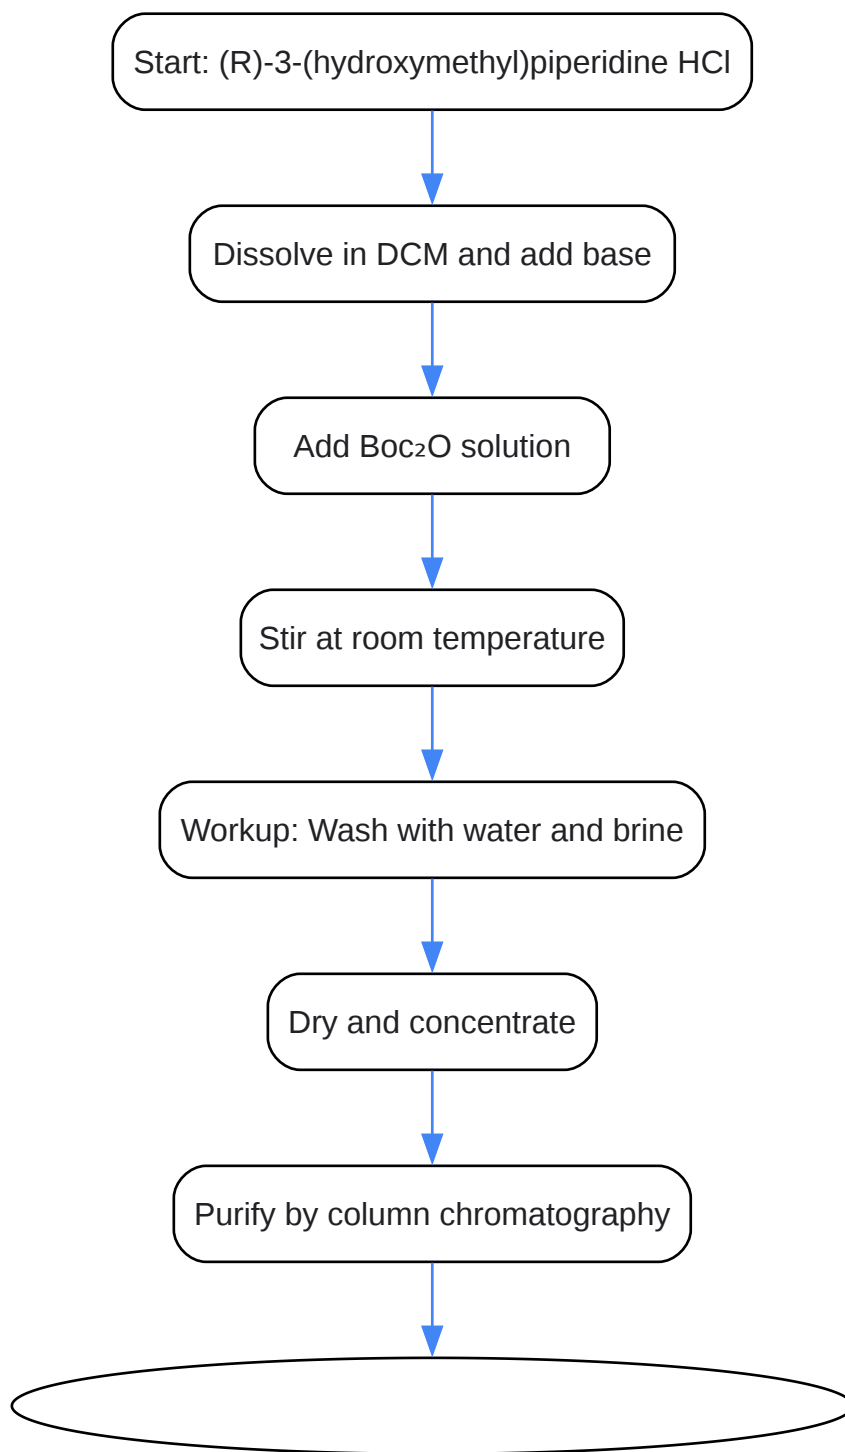 Start: (R)-3-(hydroxymethyl)piperidine HCl
Dissolve in DCM and add base
Add Boc₂O solution
Stir at room temperature
Workup: Wash with water and brine
Dry and concentrate
Purify by column chromatography